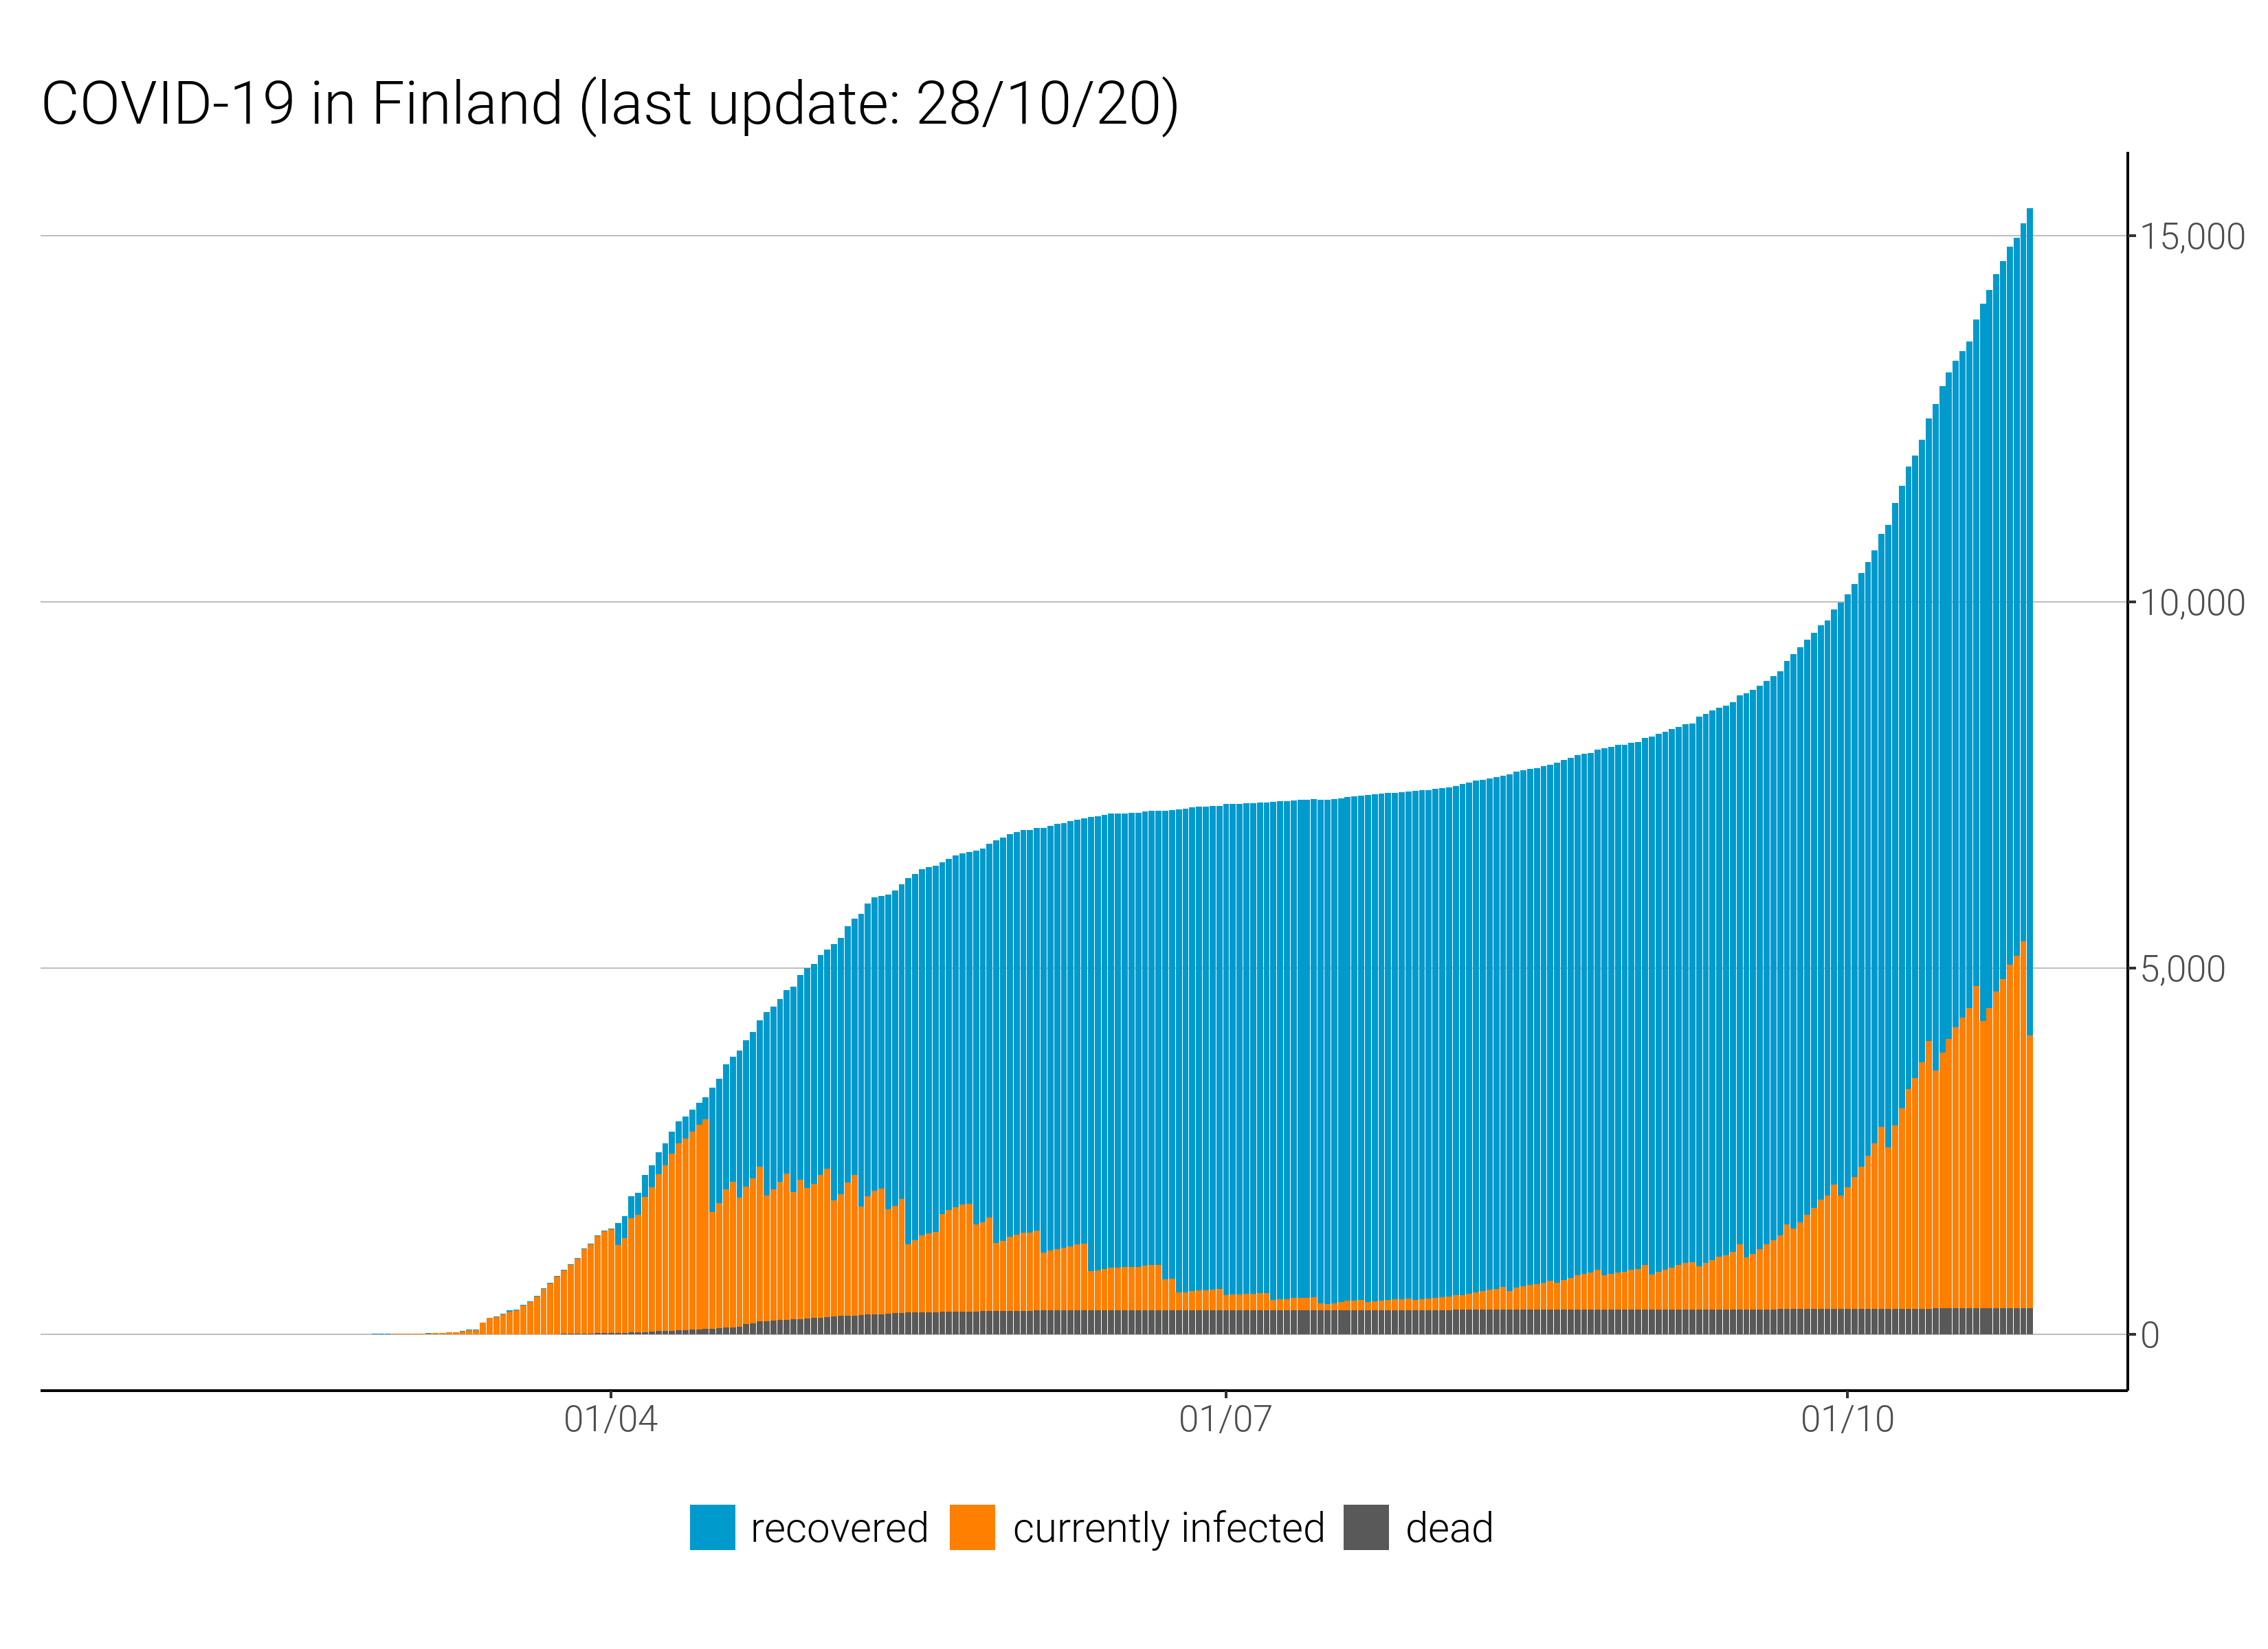 COVID-19 in Finland (last update: 28/10/20)
15,000
10,000
5,000
0
01/04 01/07 01/10
recovered currently infected dead